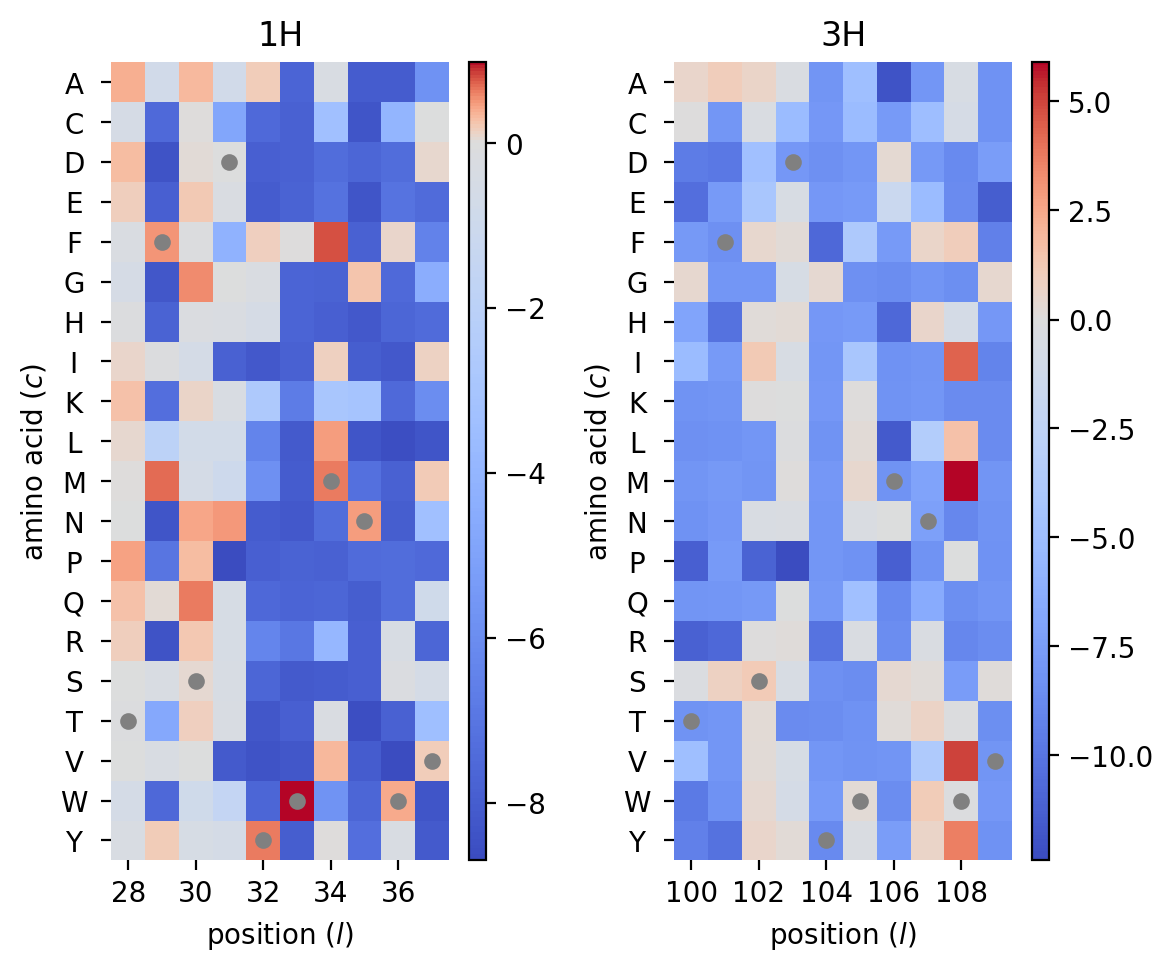 1H
3H
A
C
D
E
F
G
H
I
K
L
M
N
P
Q
R
S
T
V
W
Y
amino acid (c)
28 30 32 34 36
position (l)
0
−2
−4
−6
−8
A
C
D
E
F
G
H
I
K
L
M
N
P
Q
R
S
T
V
W
Y
amino acid (c)
100 102 104 106 108
position (l)
5.0
2.5
0.0
−2.5
−5.0
−7.5
−10.0